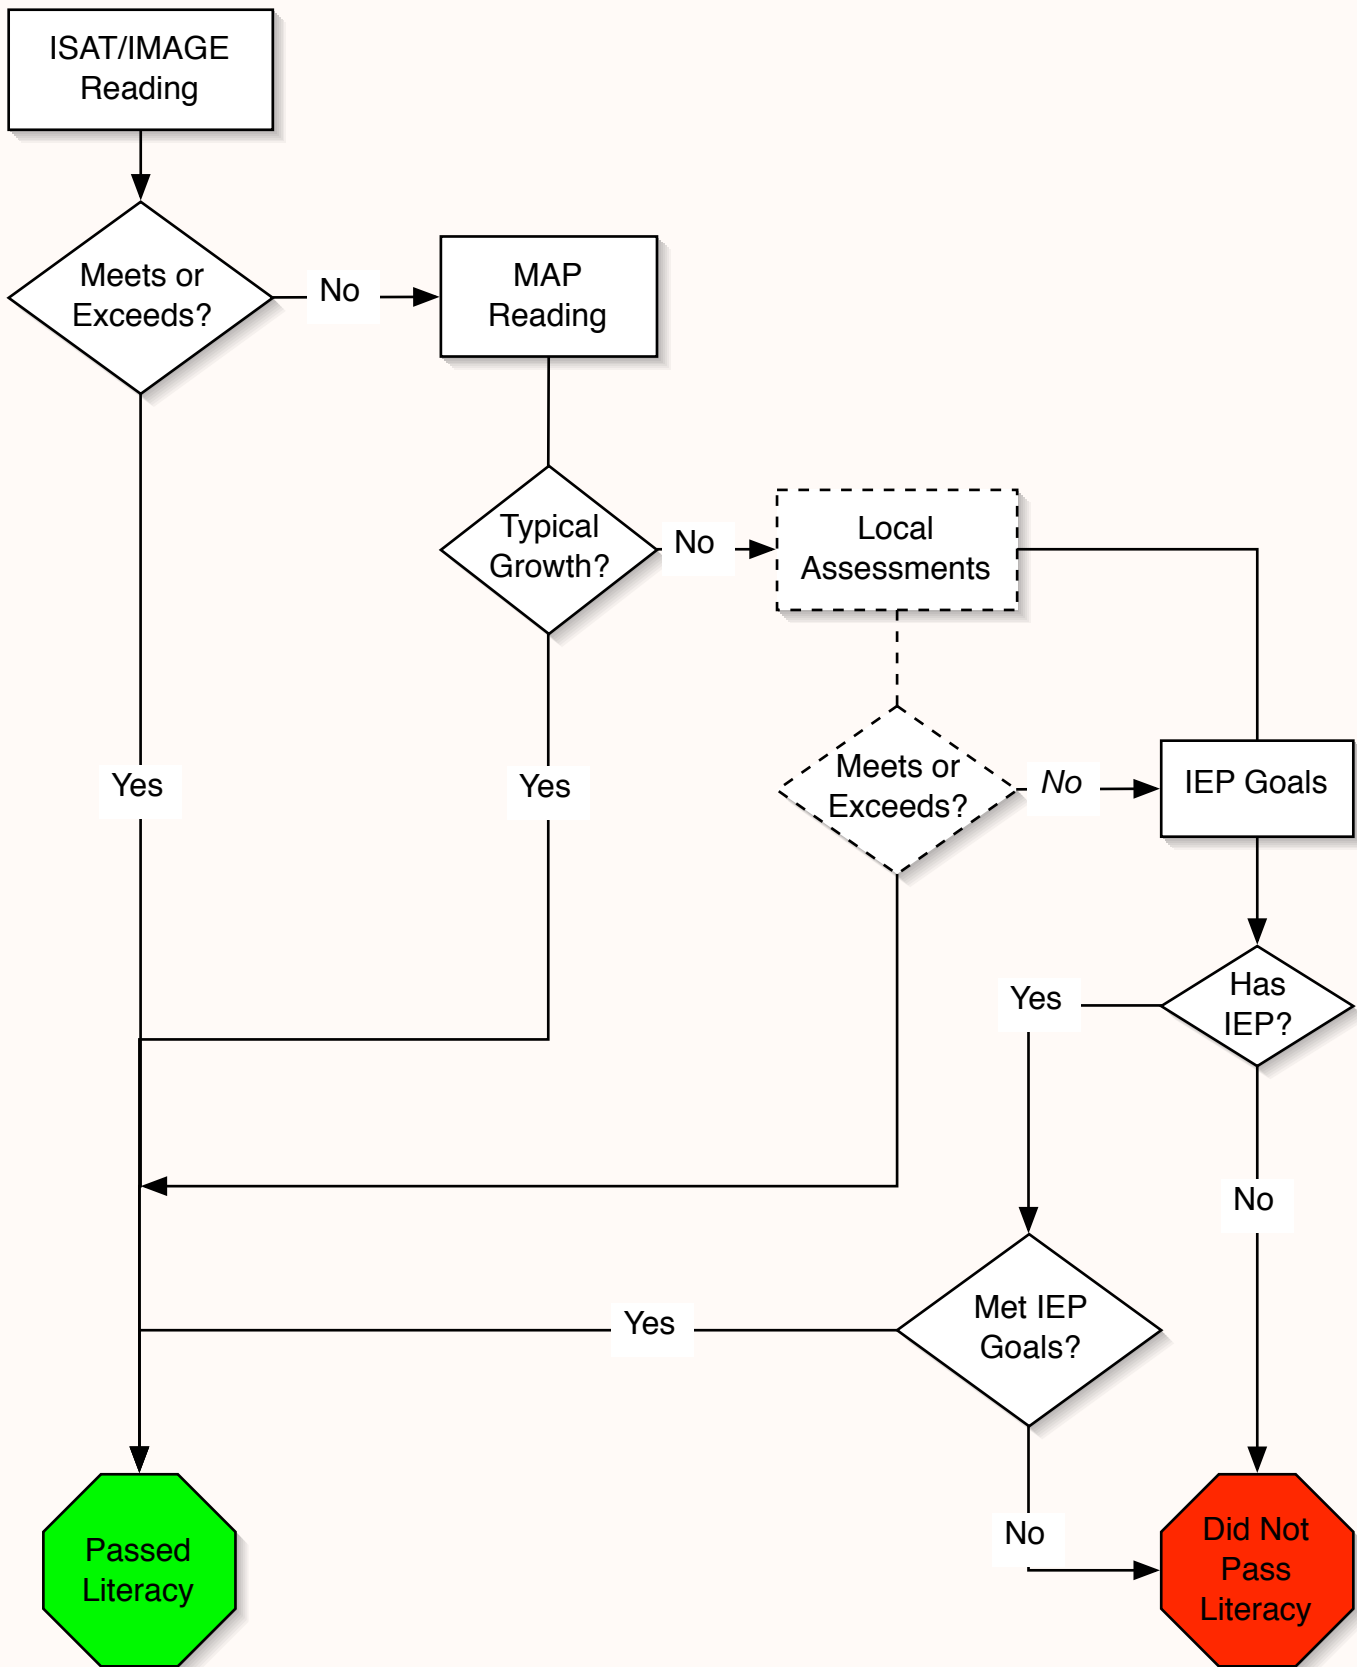 ISAT/IMAGE
Reading
Meets or
Exceeds?
No
MAP
Reading
Typical
Growth?
No
Local
Assessments
Meets or
Exceeds?
No
IEP Goals
Yes
Yes
Has
IEP?
Yes
No
Met IEP
Goals?
Yes
No
Passed
Literacy
Did Not
Pass
Literacy